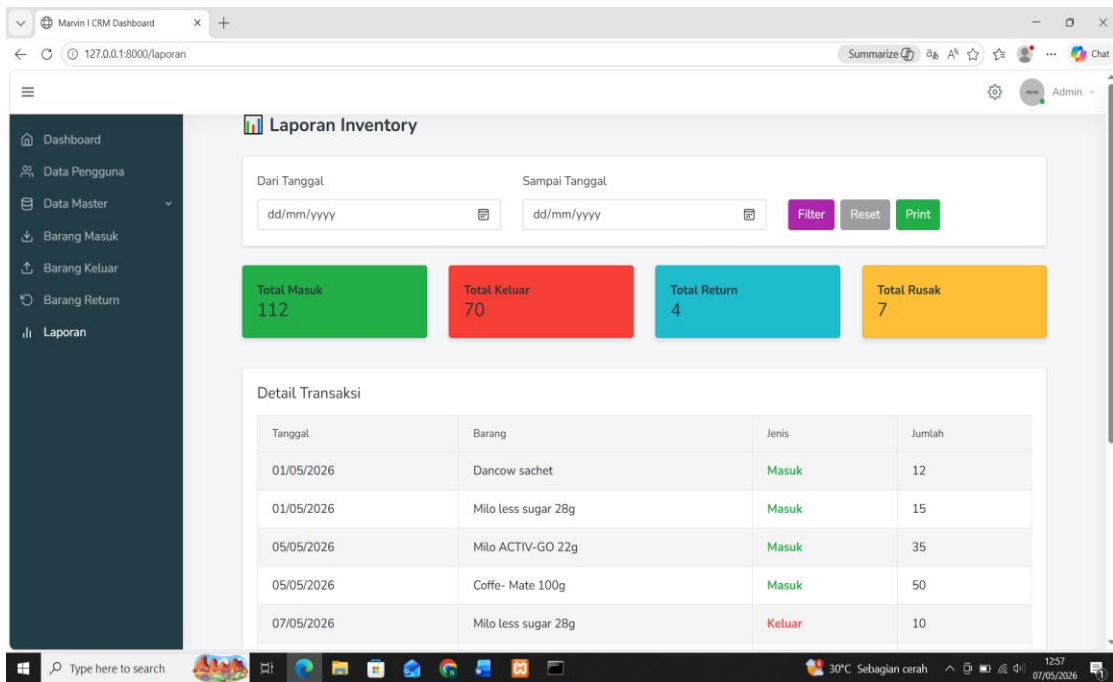 Marvin I CRM Dashboard
127.0.0.1:8000/laporan
Summarize
Chat
Admin
Dashboard
Data Pengguna
Data Master
Barang Masuk
Barang Keluar
Barang Return
Laporan
Laporan Inventory
Dari Tanggal Sampai Tanggal
dd/mm/yyyy dd/mm/yyyy Filter Reset Print
Total Masuk Total Keluar Total Return Total Rusak
112 70 4 7
Detail Transaksi
Tanggal Barang Jenis Jumlah
01/05/2026 Dancow sachet Masuk 12
01/05/2026 Milo less sugar 28g Masuk 15
05/05/2026 Milo ACTIV-GO 22g Masuk 35
05/05/2026 Coffe- Mate 100g Masuk 50
07/05/2026 Milo less sugar 28g Keluar 10
Type here to search
30°C Sebagian cerah
12:57
07/05/2026